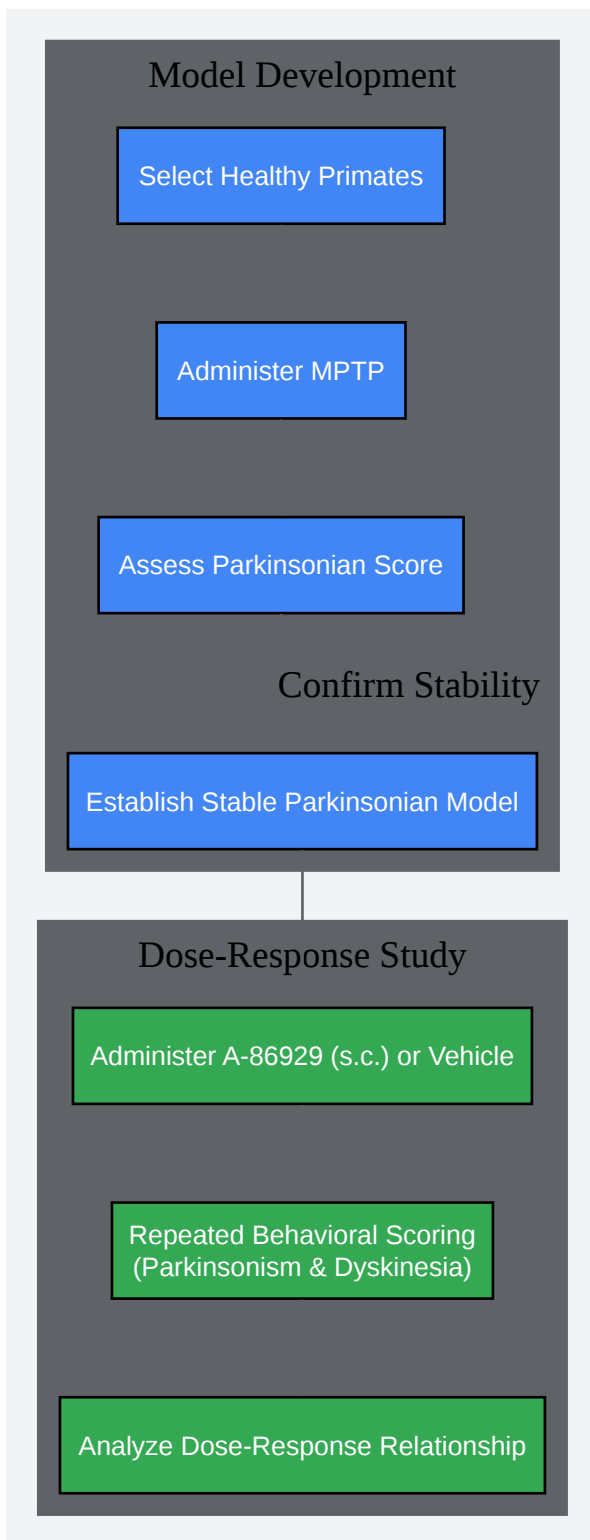 Model Development
Select Healthy Primates
Administer MPTP
Assess Parkinsonian Score
Confirm Stability
Establish Stable Parkinsonian Model
Dose-Response Study
Administer A-86929 (s.c.) or Vehicle
Repeated Behavioral Scoring
(Parkinsonism & Dyskinesia)
Analyze Dose-Response Relationship